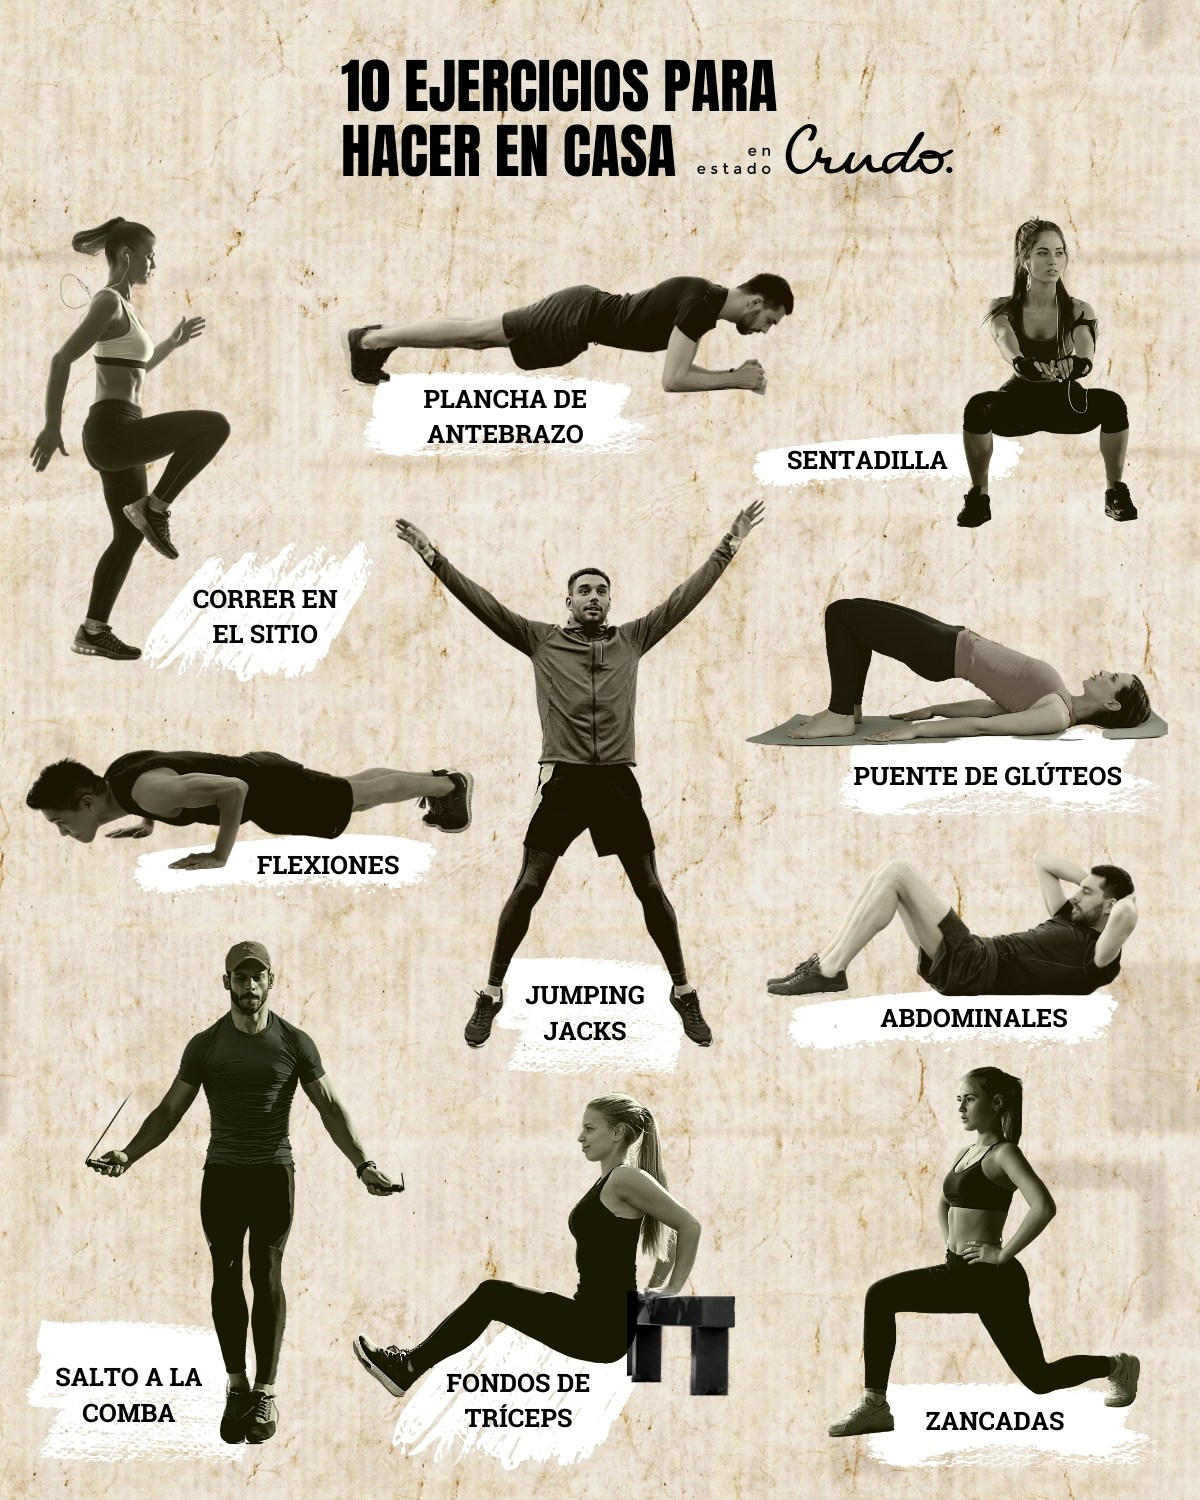 10 EJERCICIOS PARA
HACER EN CASA
en
estado
Crudo.
PLANCHA DE
ANTEBRAZO
SENTADILLA
CORRER EN
EL SITIO
PUENTE DE GLÚTEOS
FLEXIONES
JUMPING
JACKS
ABDOMINALES
SALTO A LA
COMBA
FONDOS DE
TRÍCEPS
ZANCADAS